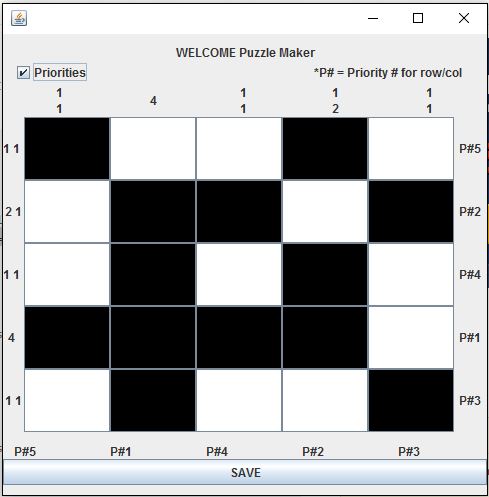 WELCOME Puzzle Maker
Priorities *P# = Priority # for row/col
1 1 1 1
4
1 1 2 1
1 1 P#5
2 1 P#2
1 1 P#4
4 P#1
1 1 P#3
P#5 P#1 P#4 P#2 P#3
SAVE